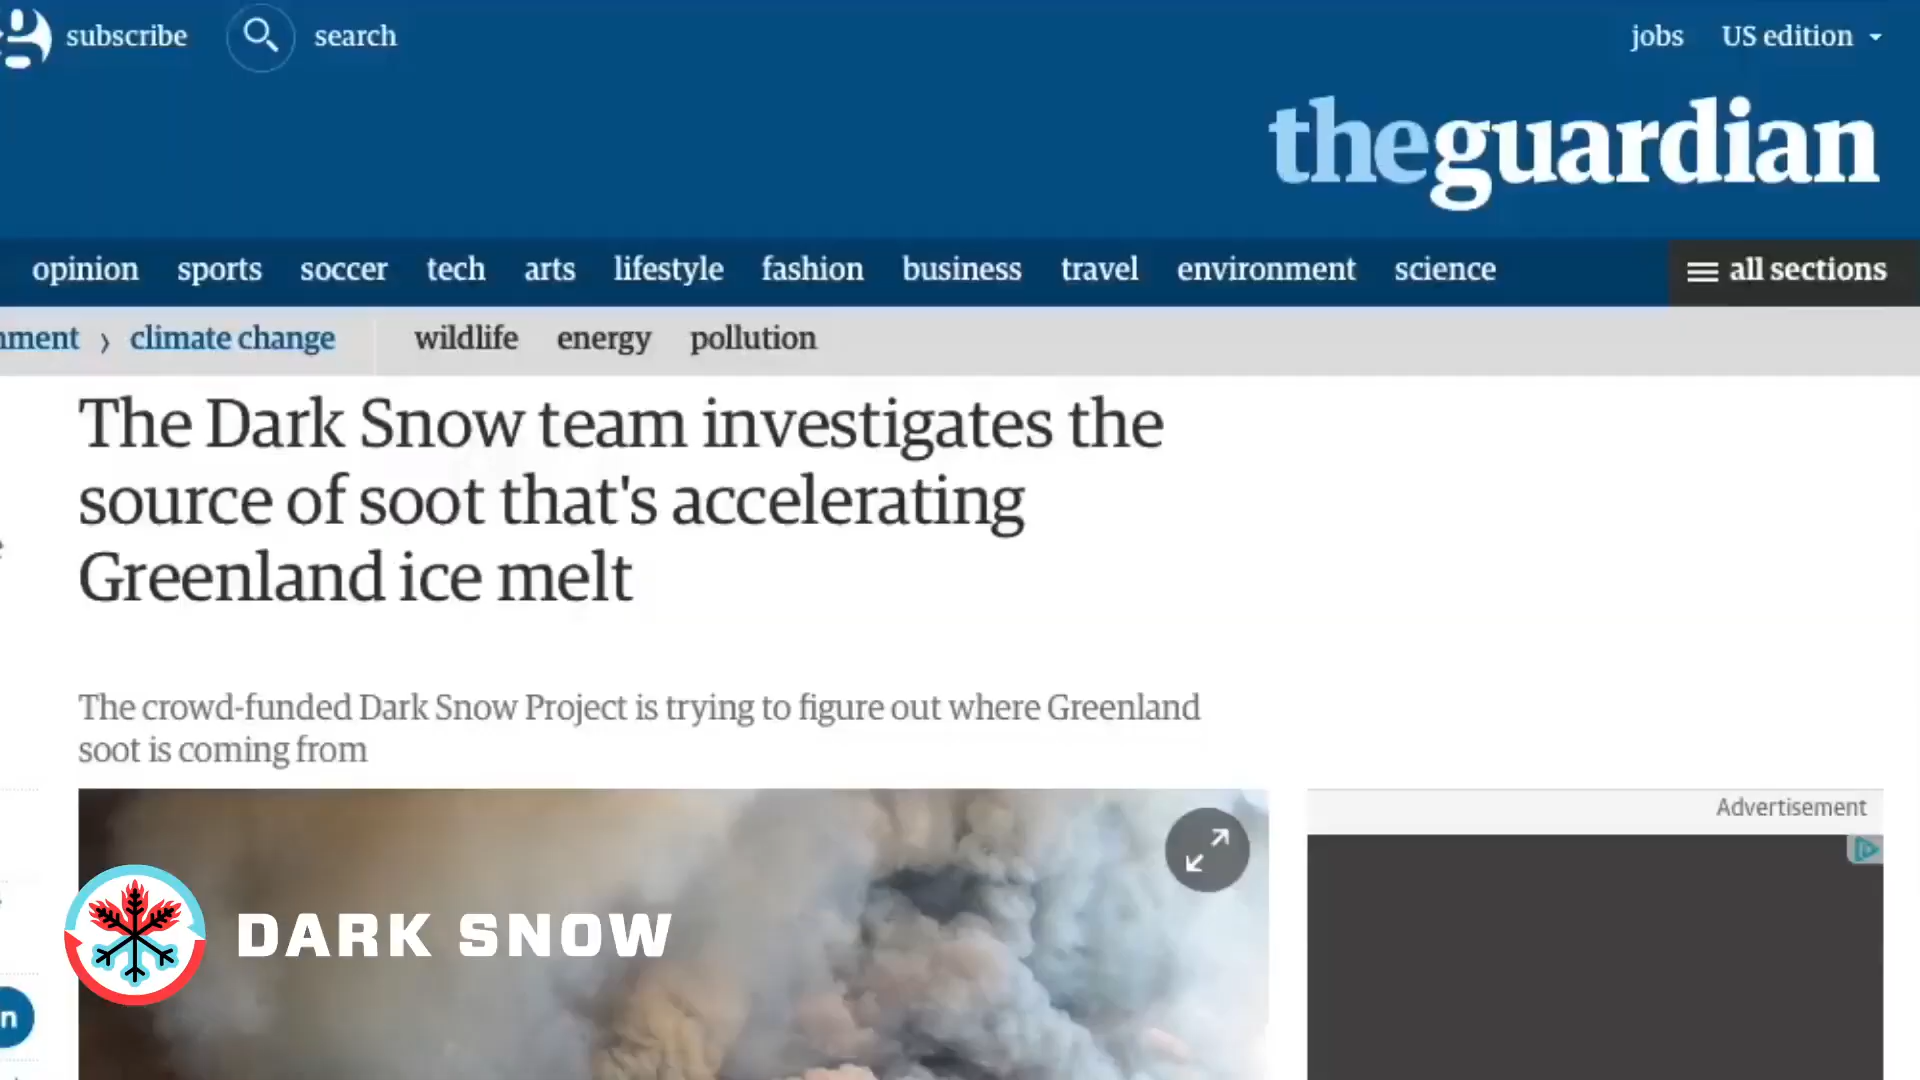 subscribe search jobs US edition
theguardian
opinion sports soccer tech arts lifestyle fashion business travel environment science all sections
climate change wildlife energy pollution
The Dark Snow team investigates the
source of soot that's accelerating
Greenland ice melt
The crowd-funded Dark Snow Project is trying to figure out where Greenland
soot is coming from
Advertisement
DARK SNOW